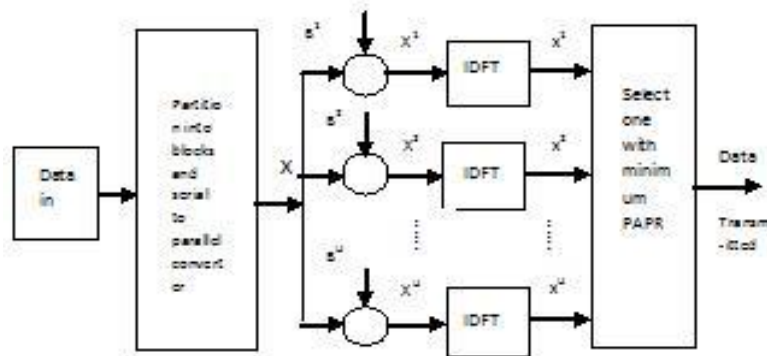 Data
in
Partitio
n into
blocks
and
serial
to
parallel
convert
or
X
s¹
X¹
IDFT
x¹
s²
X²
IDFT
x²
sᵁ
Xᵁ
IDFT
xᵁ
Select
one
with
minim
um
PAPR
Data
Transm
-itted